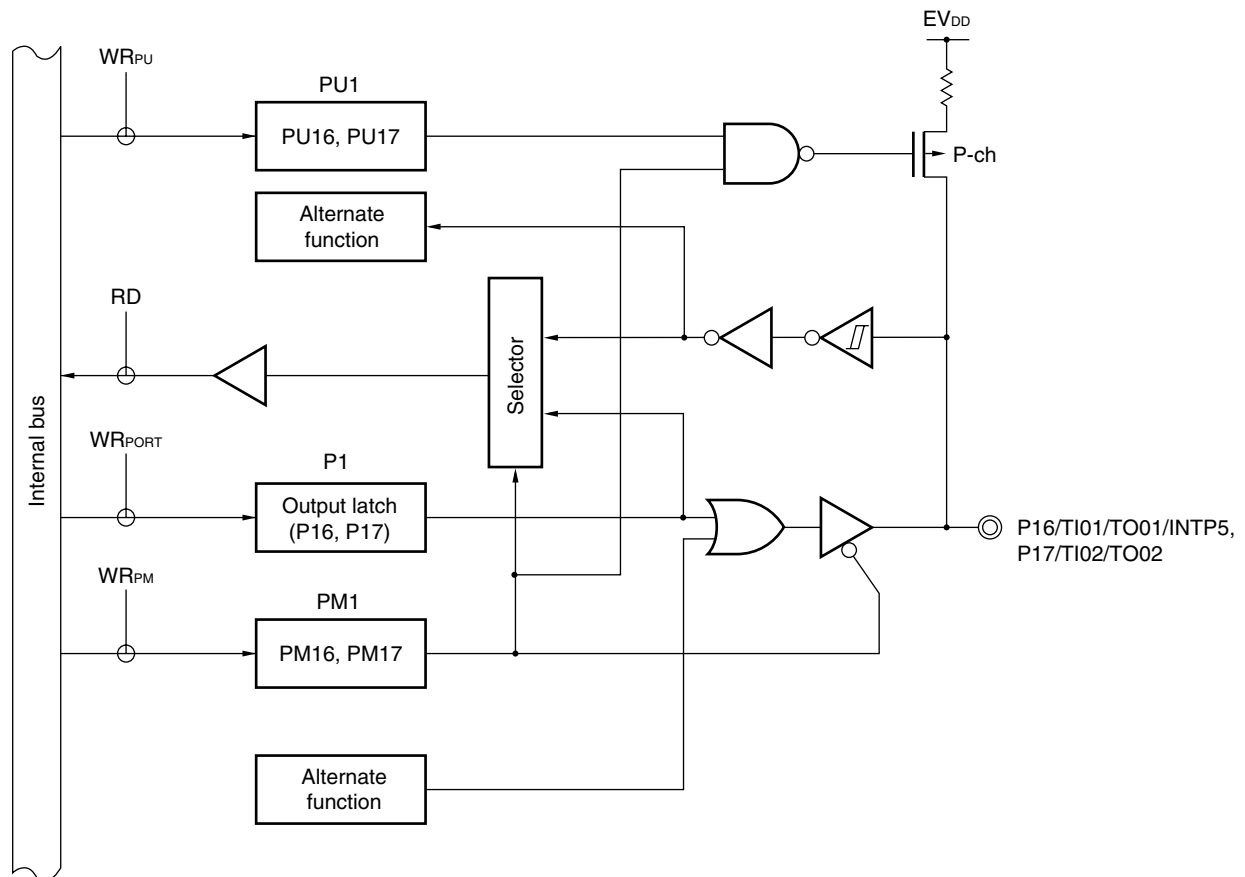 EVDD
WRPU
PU1
PU16, PU17
P-ch
Alternate
function
RD
Selector
Internal bus
WRPORT
P1
Output latch
(P16, P17)
P16/TI01/TO01/INTP5,
P17/TI02/TO02
WRPM
PM1
PM16, PM17
Alternate
function